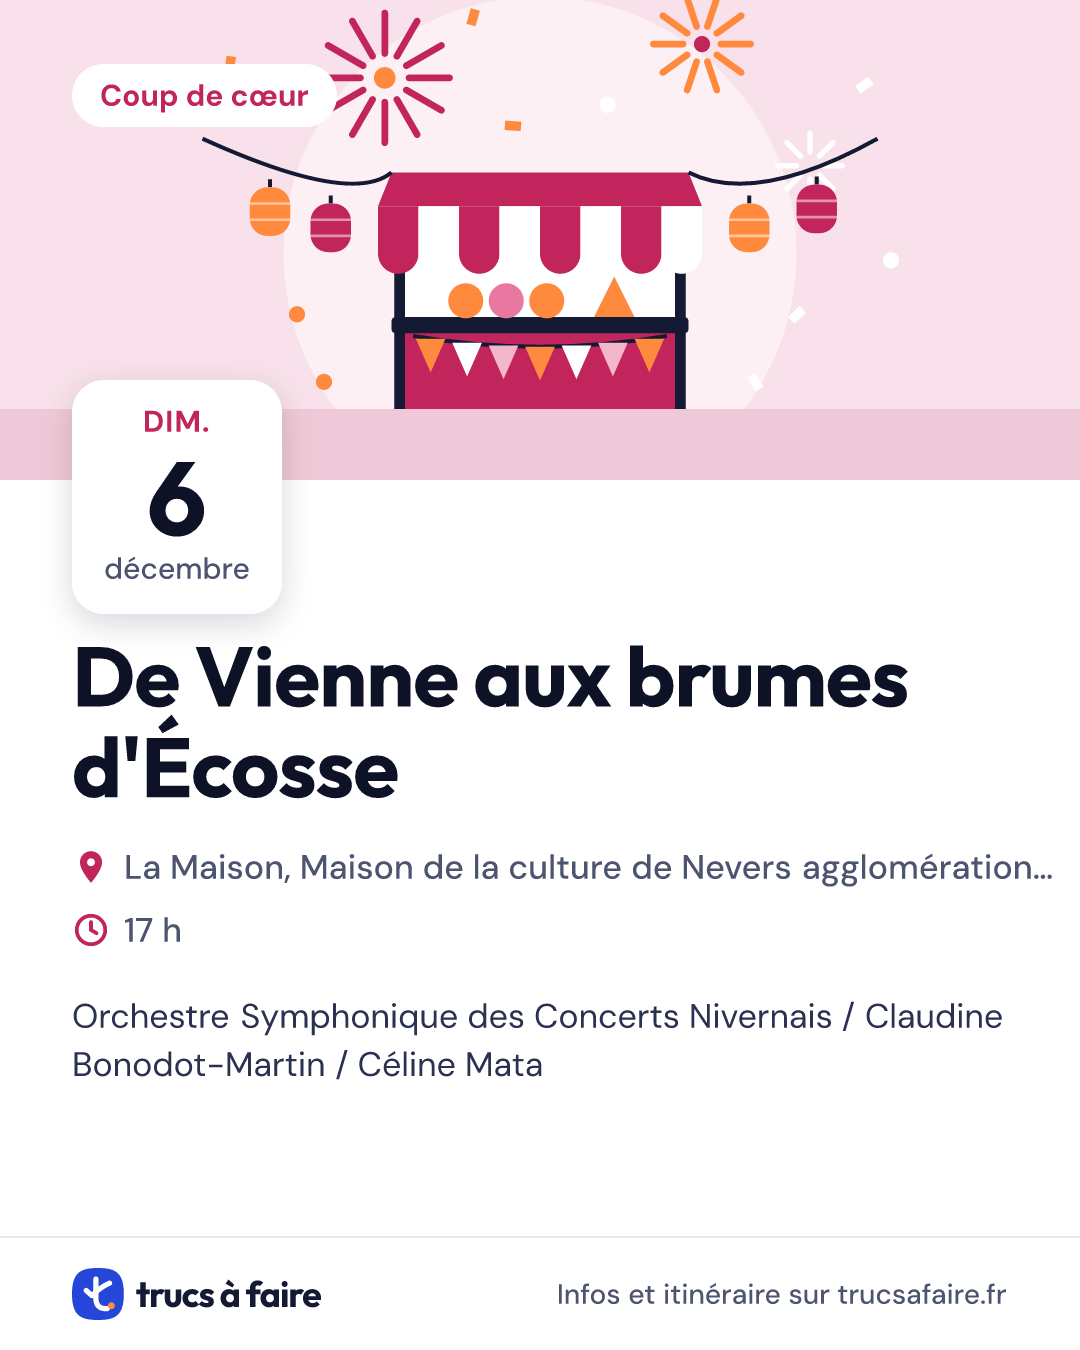 Coup de cœur
DIM.
6
décembre
De Vienne aux brumes
d'Écosse
La Maison, Maison de la culture de Nevers agglomération...
17 h
Orchestre Symphonique des Concerts Nivernais / Claudine
Bonodot-Martin / Céline Mata
trucs à faire
Infos et itinéraire sur trucsafaire.fr